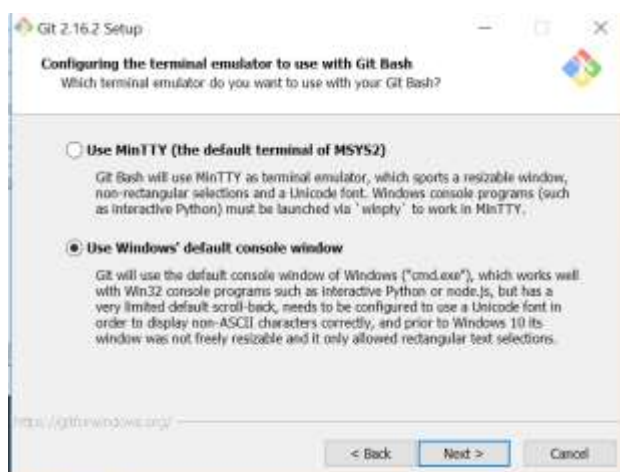 Git 2.16.2 Setup
Configuring the terminal emulator to use with Git Bash
Which terminal emulator do you want to use with your Git Bash?
Use MinTTY (the default terminal of MSYS2)
Git Bash will use MinTTY as terminal emulator, which sports a resizable window,
non-rectangular selections and a Unicode font. Windows console programs (such
as interactive Python) must be launched via `winpty` to work in MinTTY.
Use Windows' default console window
Git will use the default console window of Windows ("cmd.exe"), which works well
with Win32 console programs such as interactive Python or node.js, but has a
very limited default scroll-back, needs to be configured to use a Unicode font in
order to display non-ASCII characters correctly, and prior to Windows 10 its
window was not freely resizable and it only allowed rectangular text selections.
https://gitforwindows.org/
< Back
Next >
Cancel